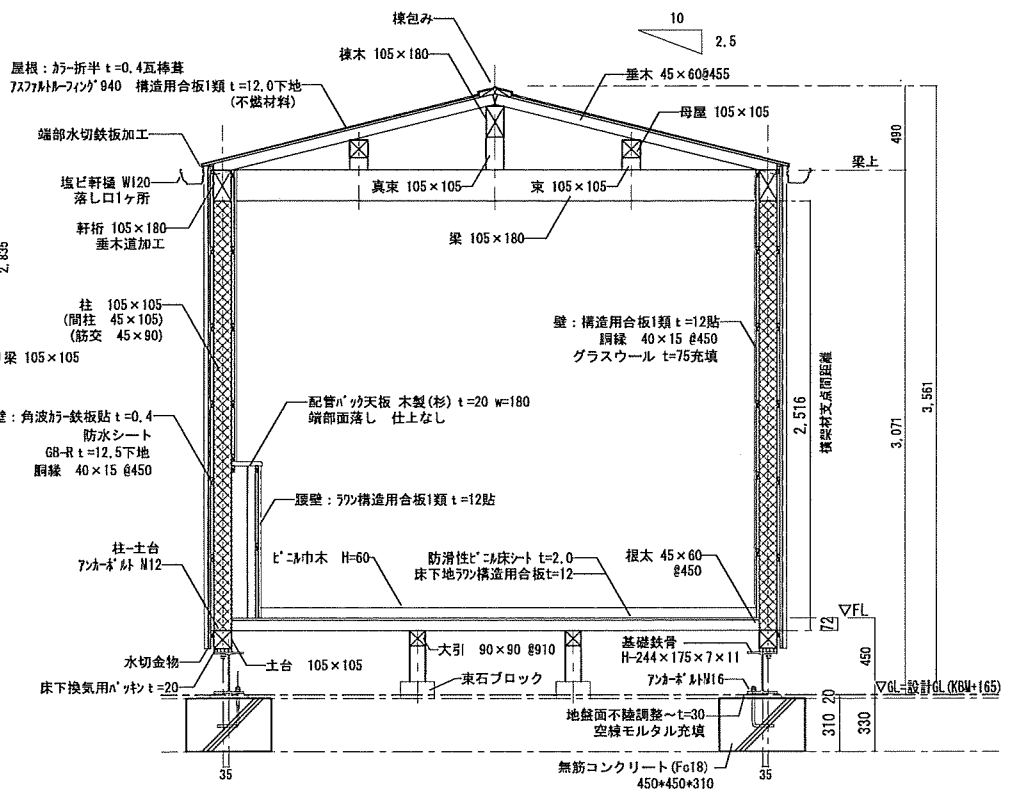 棟包み
10
2.5
棟木 105×180
屋根：カラー折半 t=0.4瓦棒葺
アスファルトルーフィング940 構造用合板1類 t=12.0下地
(不燃材料)
垂木 45×60@455
母屋 105×105
端部水切鉄板加工
490
梁上
塩ビ軒樋 W120
落し口1ヶ所
真束 105×105
束 105×105
軒桁 105×180
垂木道加工
梁 105×180
2,835
柱 105×105
(間柱 45×105)
(筋交 45×90)
壁：構造用合板1類 t=12貼
胴縁 40×15 @450
グラスウール t=75充填
梁 105×105
横架材支点間距離
2,516
3,071
3,561
配管パック天板 木製(杉) t=20 w=180
端部面落し 仕上なし
壁：角波カラー鉄板貼 t=0.4
防水シート
GB-R t=12.5下地
胴縁 40×15 @450
腰壁：ラワン構造用合板1類 t=12貼
柱-土台
アンカーボルト M12
ビニル巾木 H=60
防滑性ビニル床シート t=2.0
床下地ラワン構造用合板t=12
根太 45×60
@450
▽FL
72
水切金物
土台 105×105
大引 90×90 @910
基礎鉄骨
H-244×175×7×11
450
床下換気用パッキン t=20
束石ブロック
アンカーボルトM16
▽GL=設計GL(KBM+165)
20
地盤面不陸調整～t=30
空練モルタル充填
310
330
無筋コンクリート(Fc18)
450*450*310
35
35